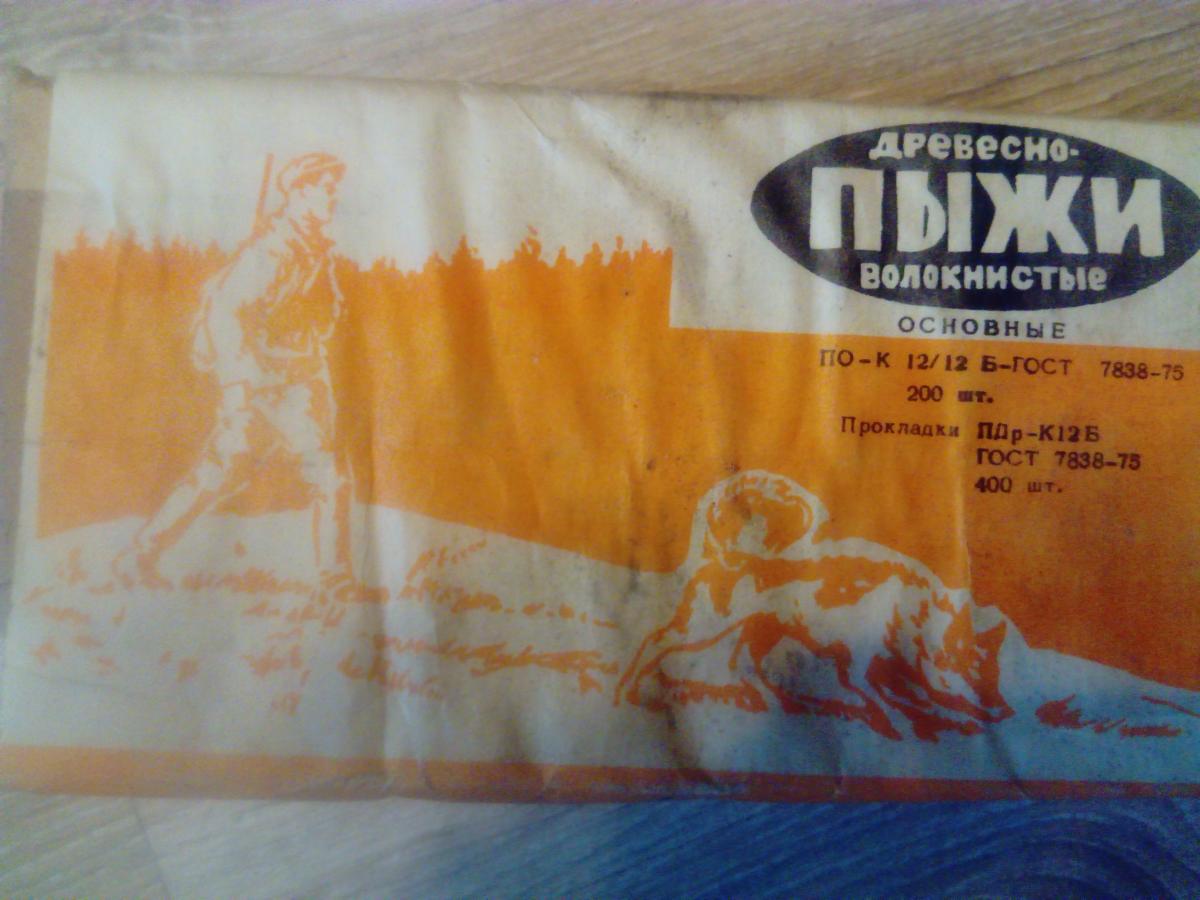 ДРЕВЕСНО-
ПЫЖИ
ВОЛОКНИСТЫЕ
ОСНОВНЫЕ
ПО-К 12/12 Б-ГОСТ 7838-75
200 шт.
Прокладки ПДр-К12Б
ГОСТ 7838-75
400 шт.